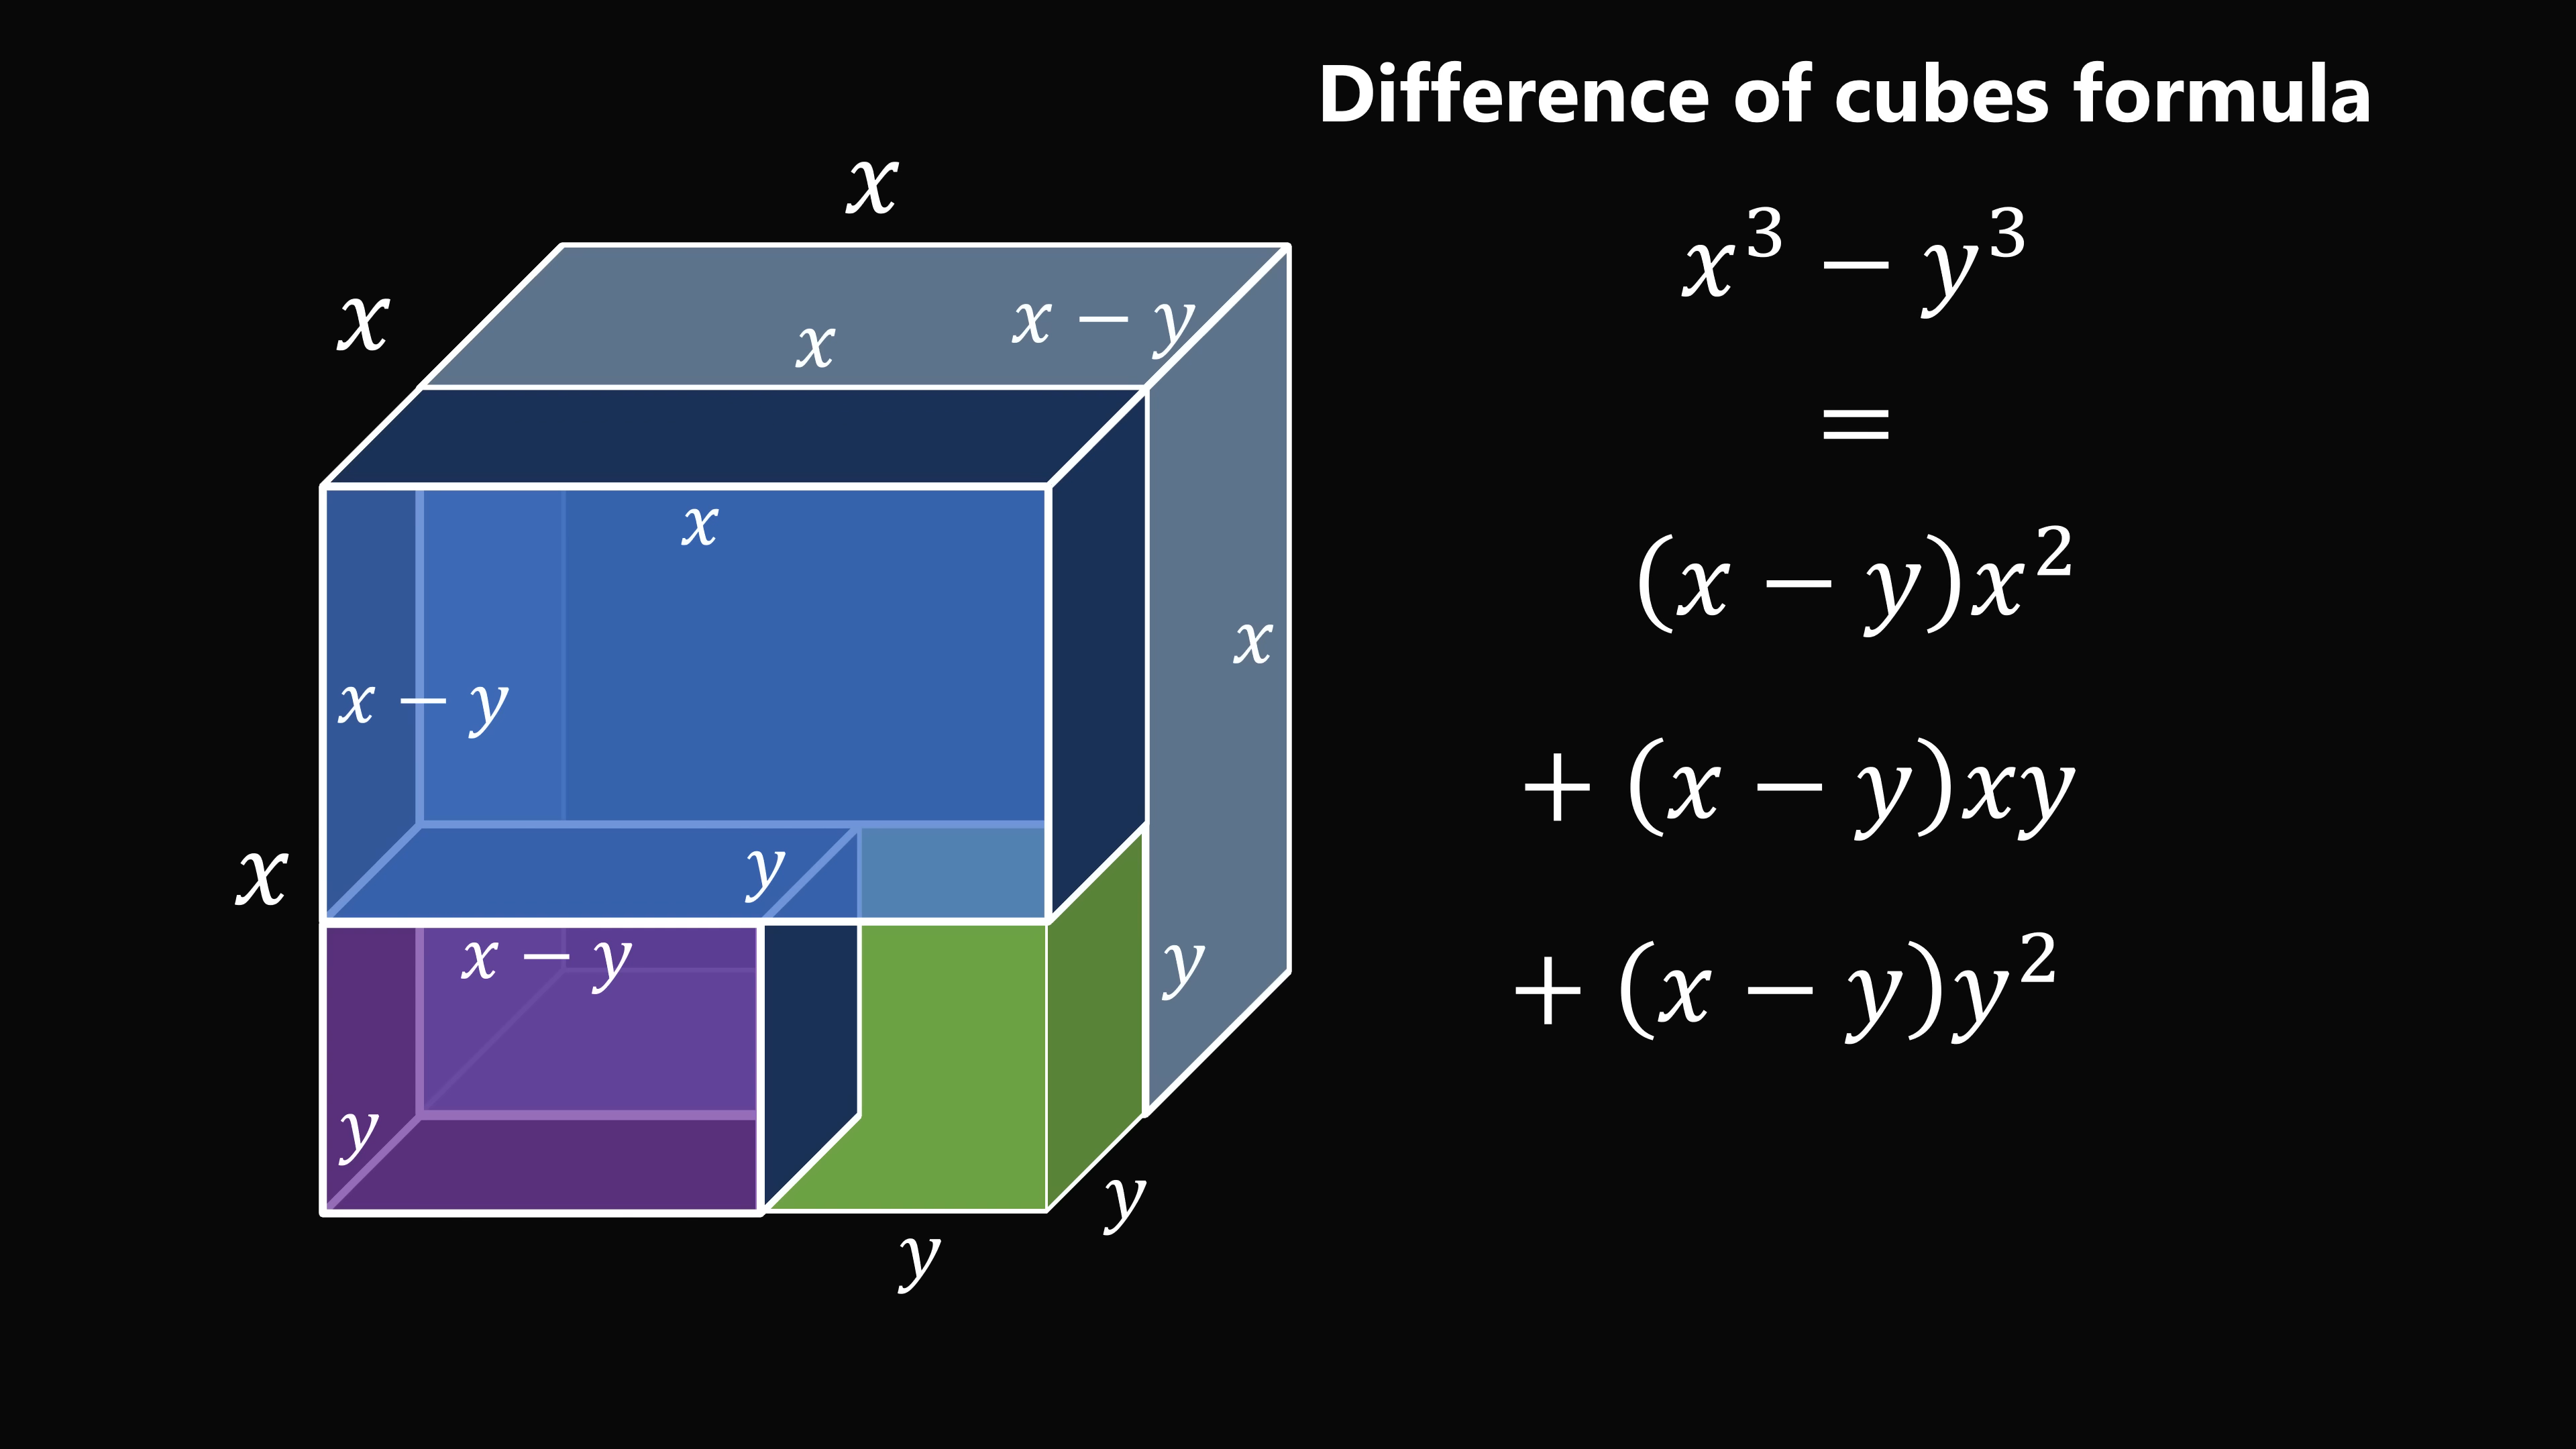 Difference of cubes formula
x³ − y³
=
(x − y)x²
+ (x − y)xy
+ (x − y)y²
x
x
x − y
x
x
x
x − y
x
y
x − y
y
y
y
y